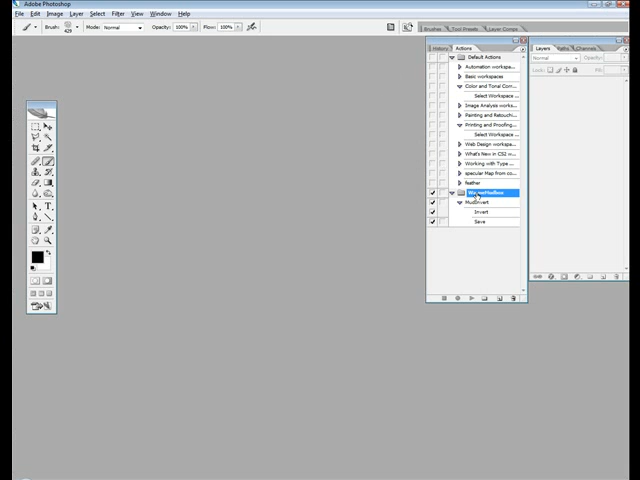 Adobe Photoshop
File Edit Image Layer Select Filter View Window Help
Brush: 429 Mode: Normal Opacity: 100% Flow: 100%
Brushes Tool Presets Layer Comps
History Actions
Default Actions
Automation workspa...
Basic workspaces
Color and Tonal Corr...
Select Workspace ...
Image Analysis works...
Painting and Retouchi...
Printing and Proofing...
Select Workspace ...
Web Design workspa...
What's New in CS2 w...
Working with Type ...
specular Map from co...
feather
Invert
Save
Layers Paths Channels
Normal Opacity:
Lock: Fill: